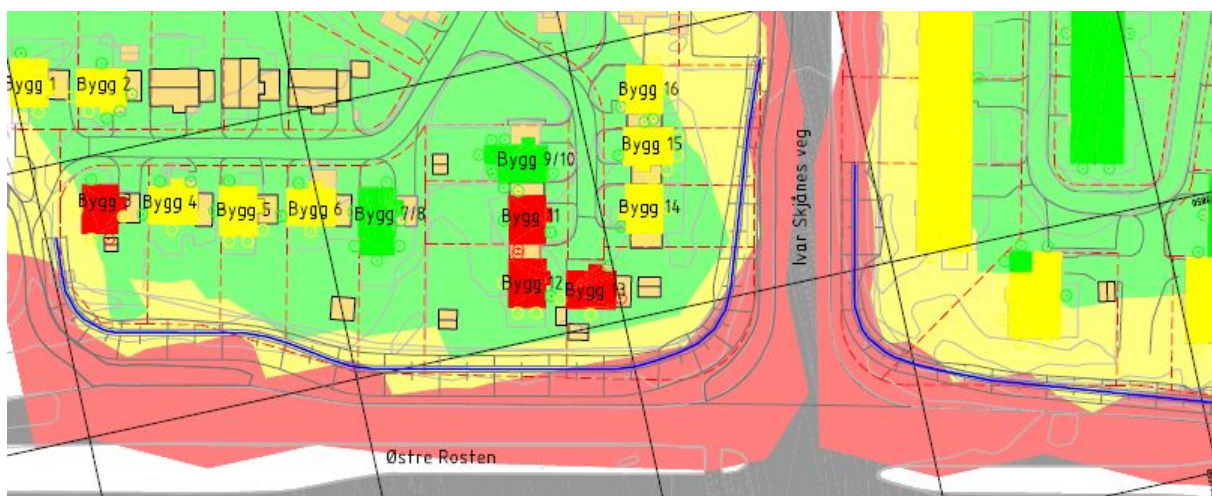 Bygg 1
Bygg 2
Bygg 16
Bygg 15
Bygg 9/10
Bygg 3
Bygg 4
Bygg 5
Bygg 6
Bygg 7/8
Bygg 11
Bygg 14
Bygg 12
Bygg 13
Ivar Skjånes veg
Østre Rosten